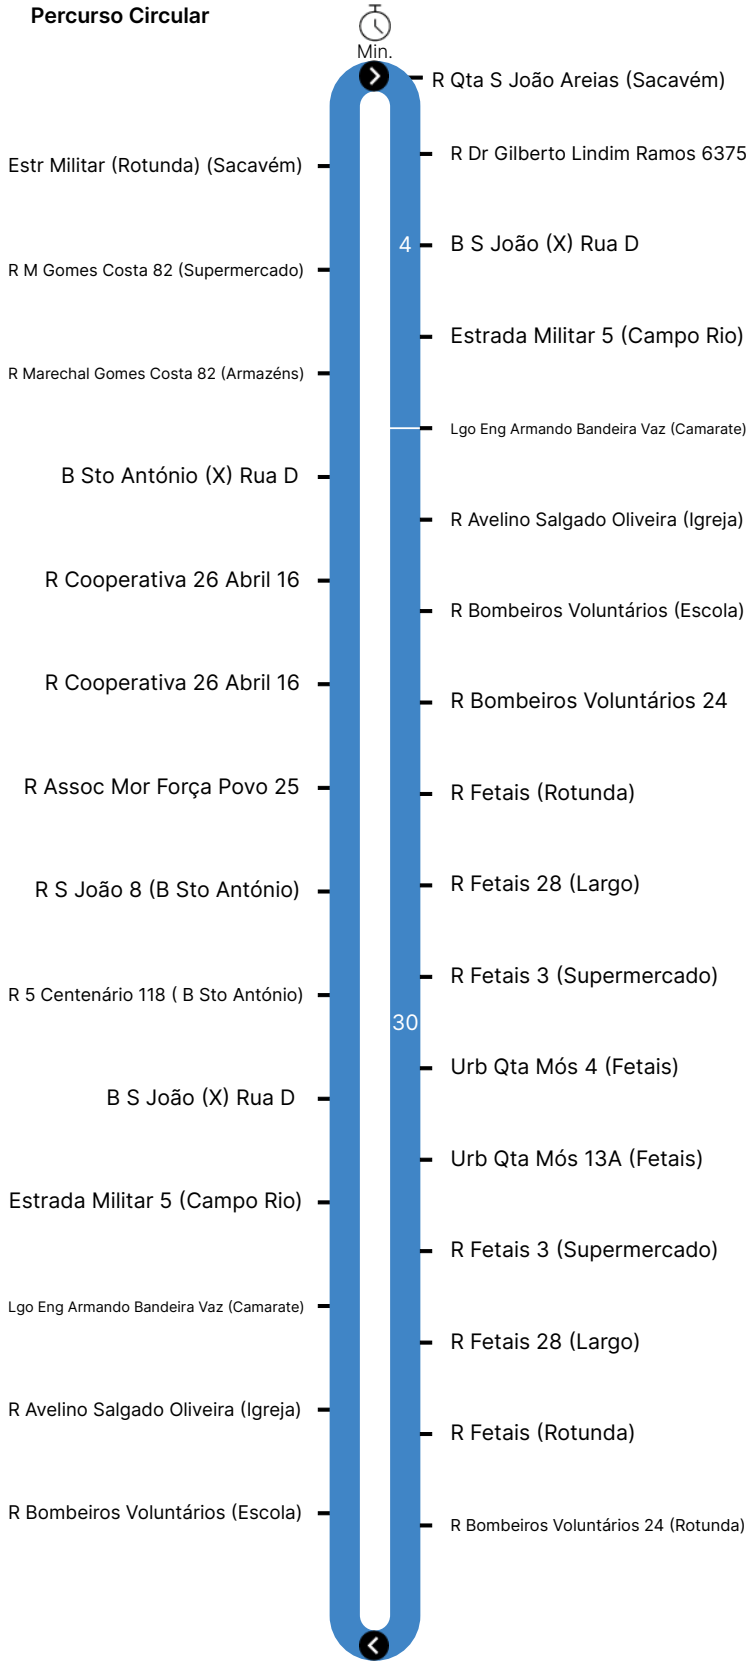 Percurso Circular
Min.
R Qta S João Areias (Sacavém)
R Dr Gilberto Lindim Ramos 6375
4
B S João (X) Rua D
Estrada Militar 5 (Campo Rio)
Lgo Eng Armando Bandeira Vaz (Camarate)
R Avelino Salgado Oliveira (Igreja)
R Bombeiros Voluntários (Escola)
R Bombeiros Voluntários 24
R Fetais (Rotunda)
R Fetais 28 (Largo)
R Fetais 3 (Supermercado)
30
Urb Qta Mós 4 (Fetais)
Urb Qta Mós 13A (Fetais)
R Fetais 3 (Supermercado)
R Fetais 28 (Largo)
R Fetais (Rotunda)
R Bombeiros Voluntários 24 (Rotunda)
Estr Militar (Rotunda) (Sacavém)
R M Gomes Costa 82 (Supermercado)
R Marechal Gomes Costa 82 (Armazéns)
B Sto António (X) Rua D
R Cooperativa 26 Abril 16
R Cooperativa 26 Abril 16
R Assoc Mor Força Povo 25
R S João 8 (B Sto António)
R 5 Centenário 118 ( B Sto António)
B S João (X) Rua D
Estrada Militar 5 (Campo Rio)
Lgo Eng Armando Bandeira Vaz (Camarate)
R Avelino Salgado Oliveira (Igreja)
R Bombeiros Voluntários (Escola)